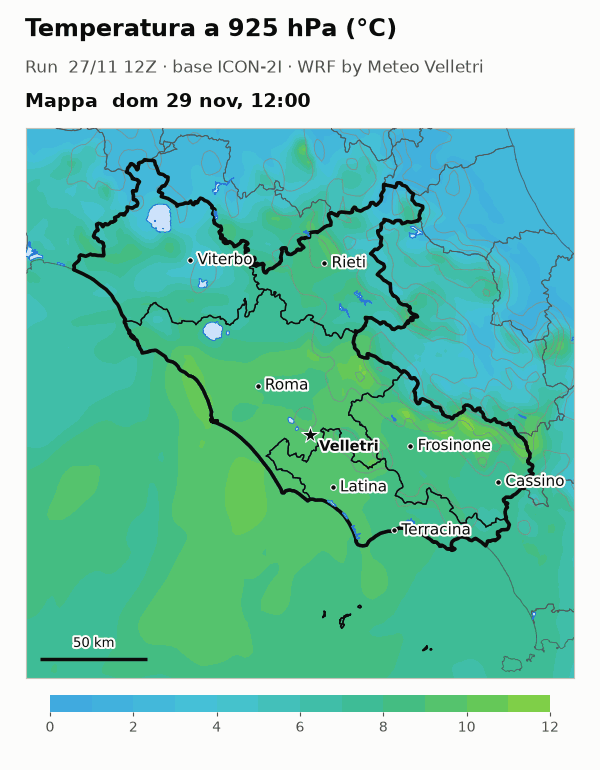 Temperatura a 925 hPa (°C)
Run  27/11 12Z · base ICON-2I · WRF by Meteo Velletri
Mappa  dom 29 nov, 12:00
Viterbo
Rieti
Roma
Velletri
Frosinone
Latina
Cassino
Terracina
50 km
0 2 4 6 8 10 12